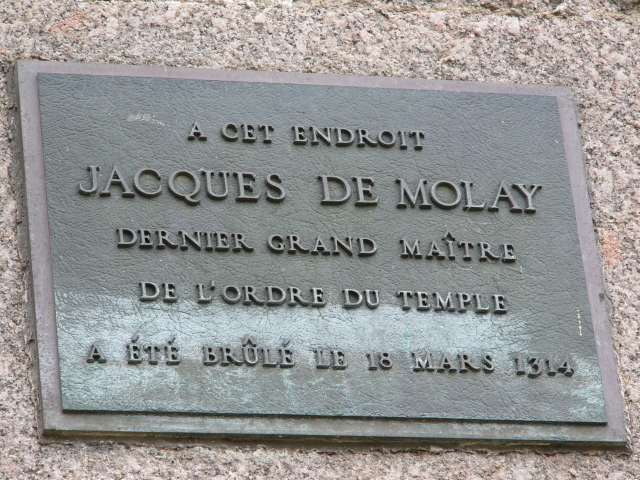 A CET ENDROIT
JACQUES DE MOLAY
DERNIER GRAND MAÎTRE
DE L'ORDRE DU TEMPLE
A ÉTÉ BRÛLÉ LE 18 MARS 1314